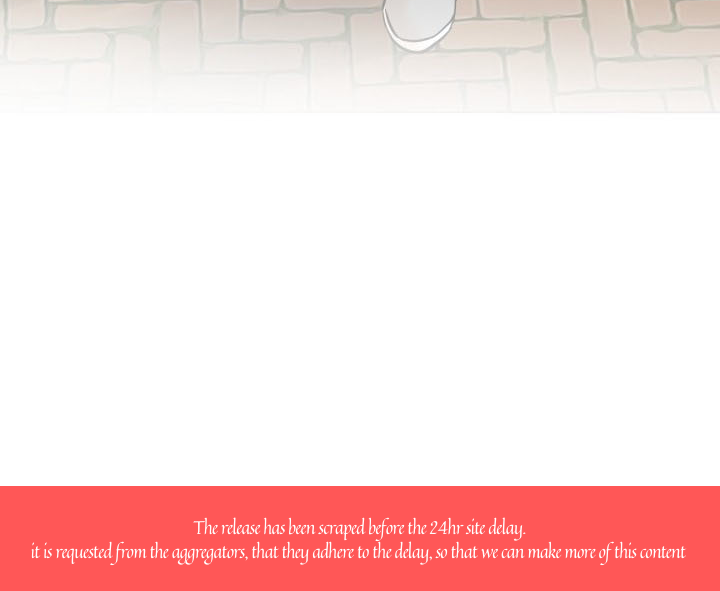 The release has been scraped before the 24hr site delay.
it is requested from the aggregators, that they adhere to the delay, so that we can make more of this content